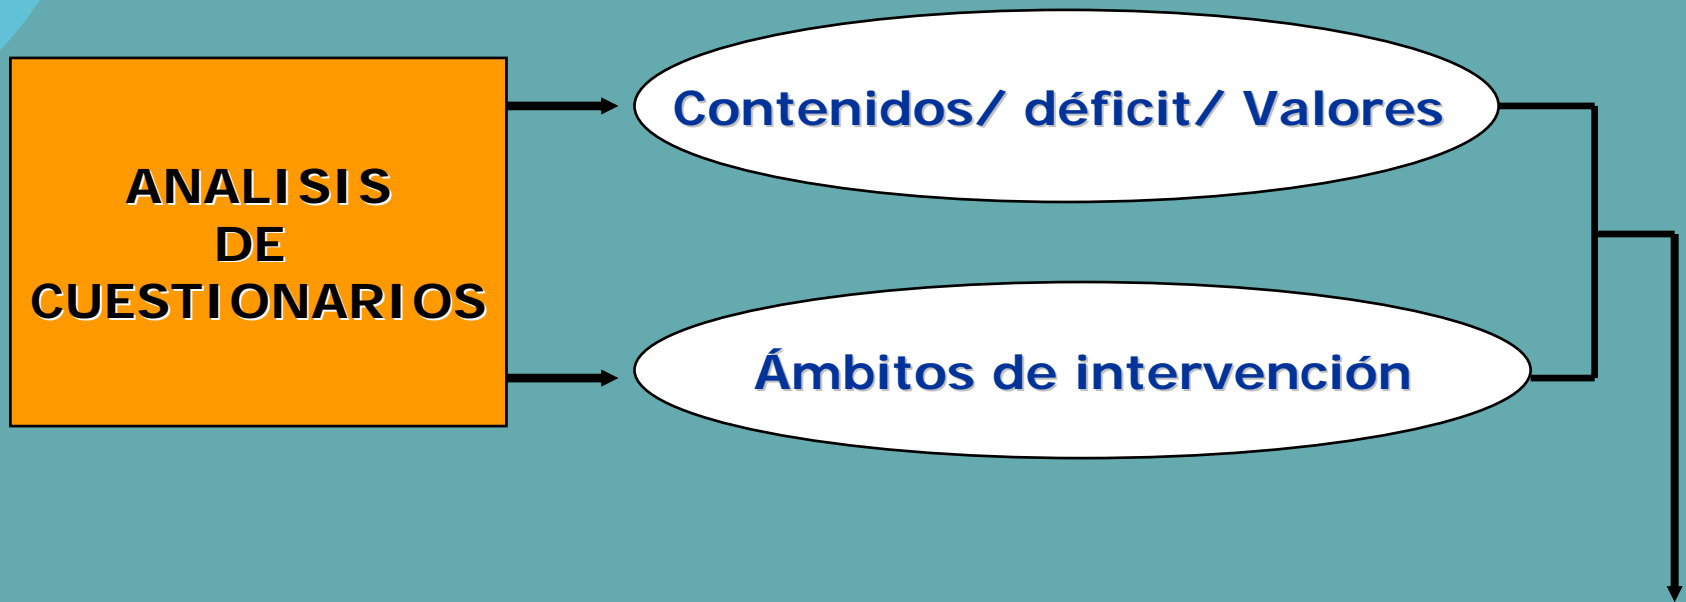 ANALISIS
DE
CUESTIONARIOS
Contenidos/ déficit/ Valores
Ámbitos de intervención